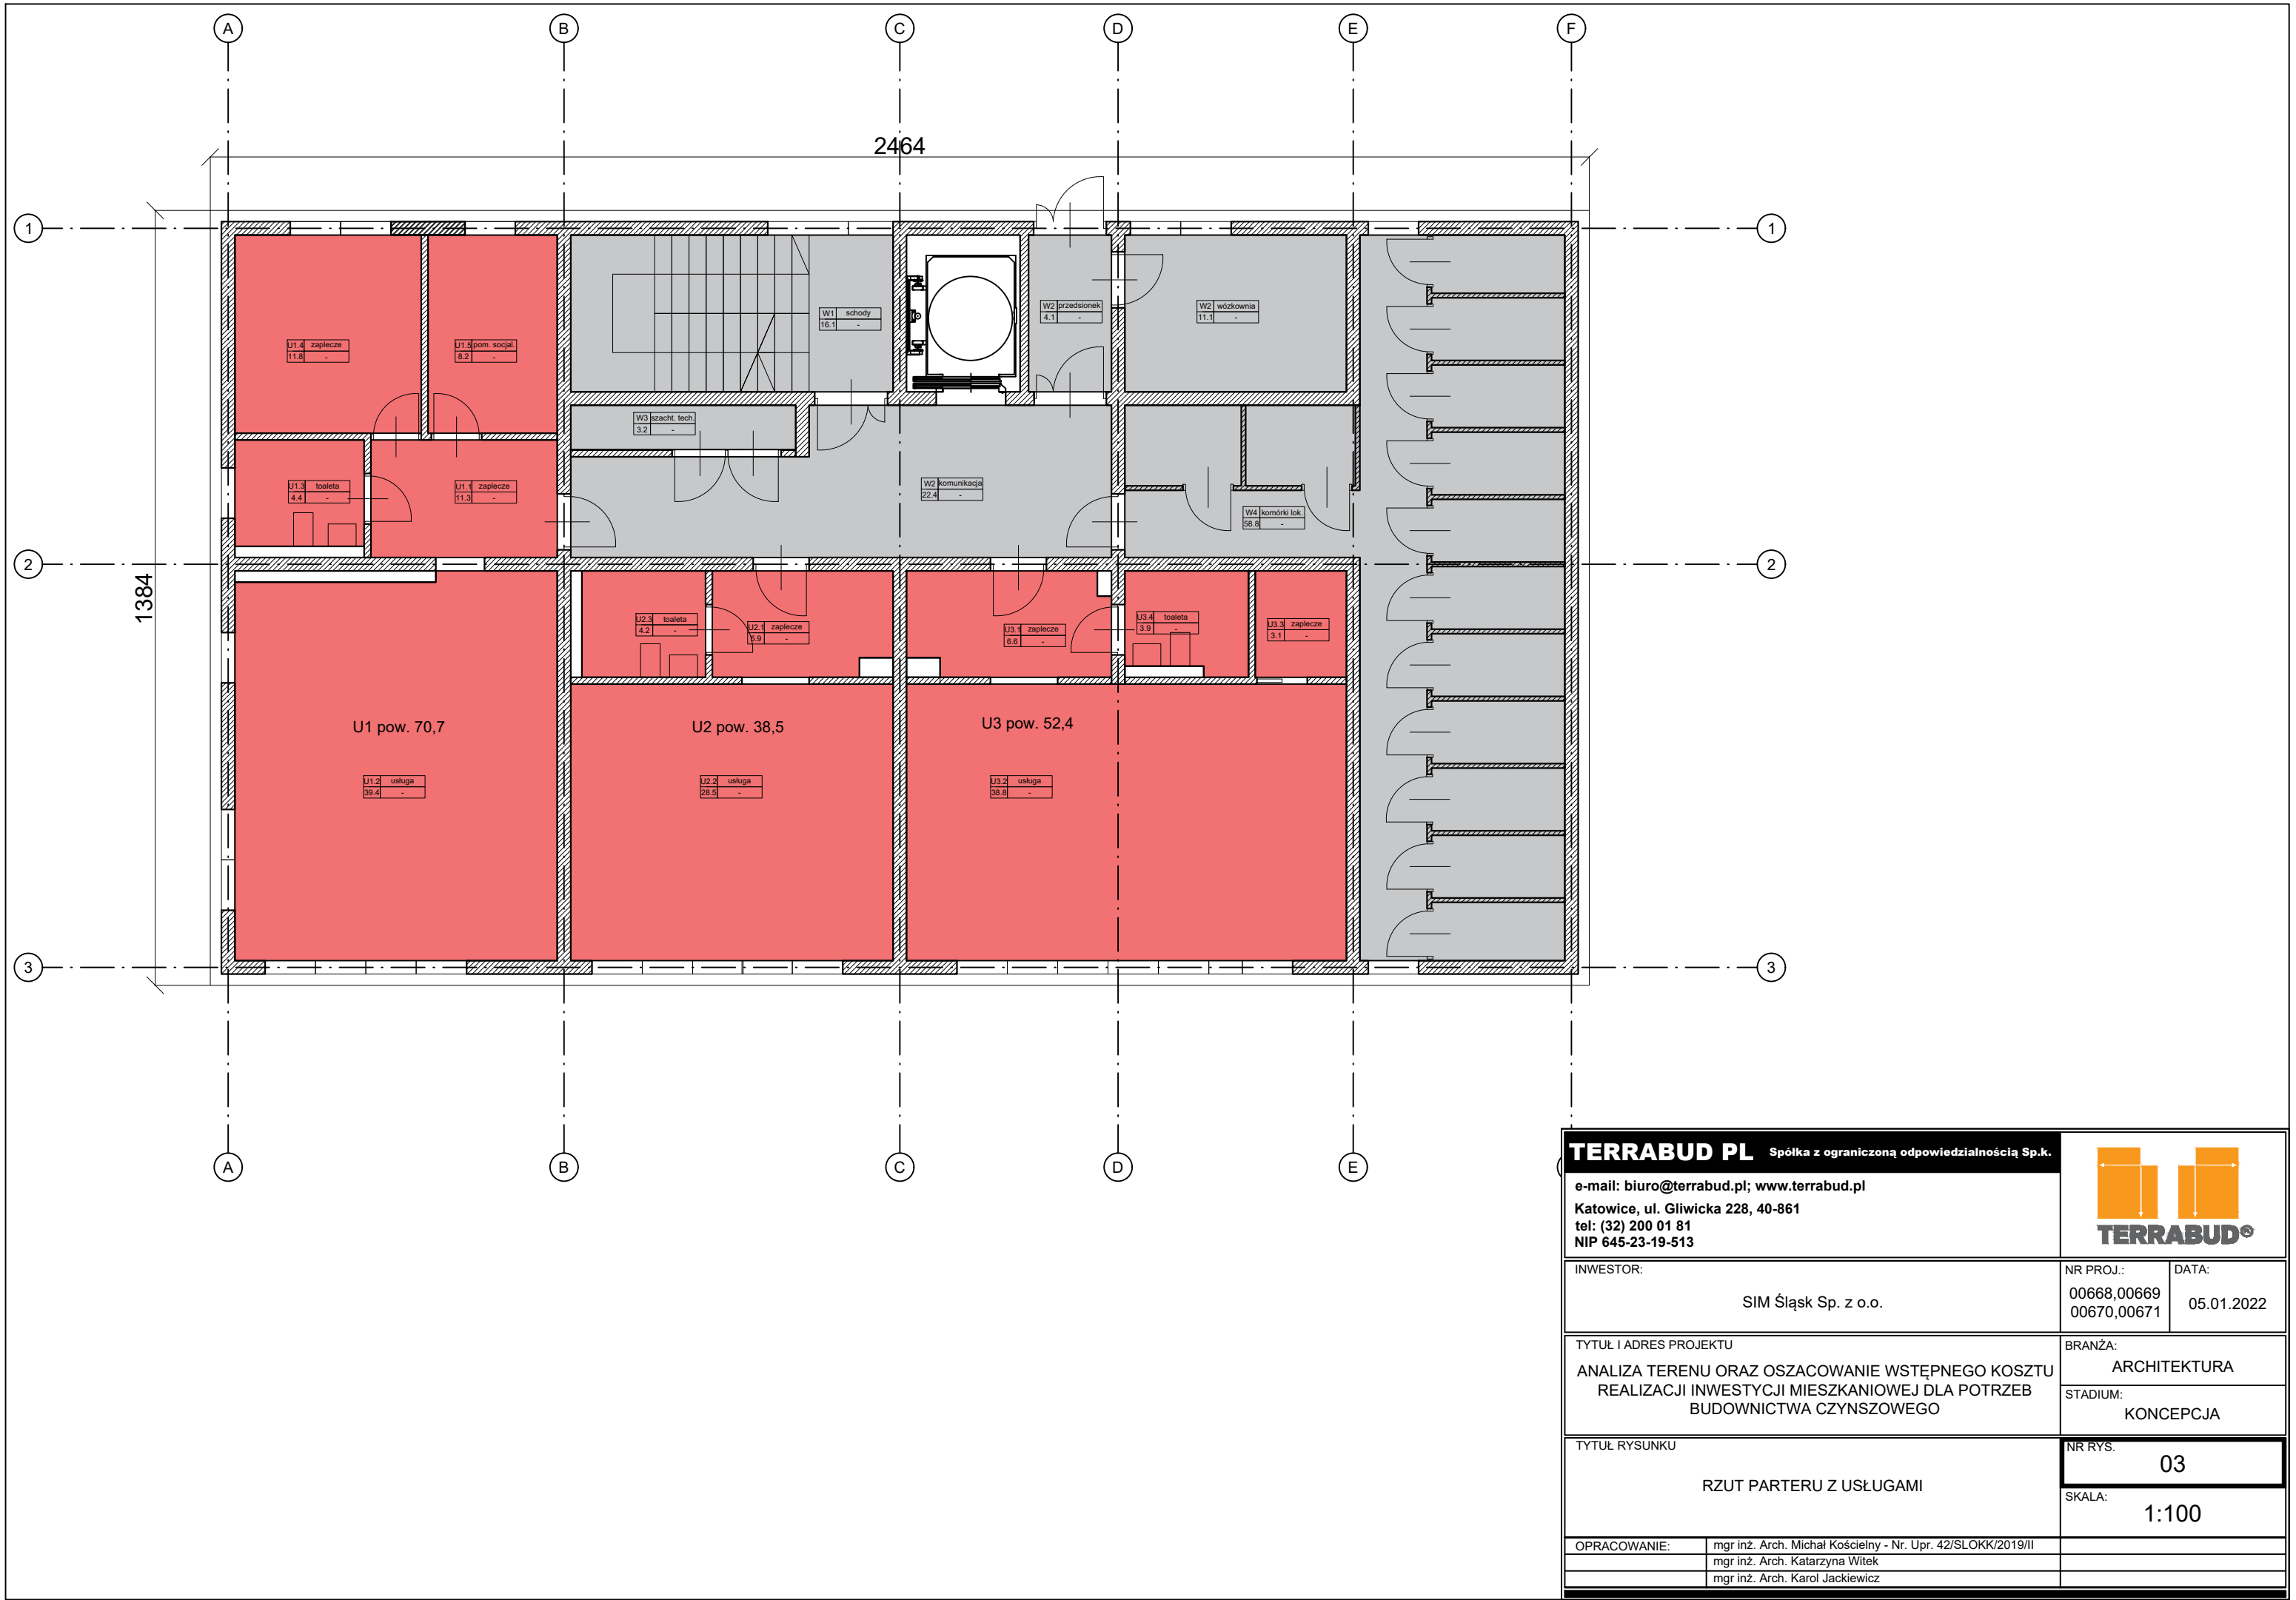 A B C D E F
2464
1 1
W1 schody
16.1 -
W2 przedsionek
4.1 -
W2 wózkownia
11.1 -
U1.4 zaplecze
11.8 -
U1.5 pom. socjal.
8.2 -
W3 szacht. tech.
3.2 -
U1.3 toaleta
4.4 -
U1.1 zaplecze
11.3 -
W2 komunikacja
22.4 -
W4 komórki lok.
58.8 -
2 2
1384
U2.3 toaleta
4.2 -
U2.1 zaplecze
5.9 -
U3.1 zaplecze
6.6 -
U3.4 toaleta
3.9 -
U3.3 zaplecze
3.1 -
U1 pow. 70,7
U2 pow. 38,5
U3 pow. 52,4
U1.2 usługa
39.4 -
U2.2 usługa
28.5 -
U3.2 usługa
38.8 -
3 3
A B C D E
TERRABUD PL Spółka z ograniczoną odpowiedzialnością Sp.k.
e-mail: biuro@terrabud.pl; www.terrabud.pl
Katowice, ul. Gliwicka 228, 40-861
tel: (32) 200 01 81
NIP 645-23-19-513
TERRABUD®
INWESTOR:
SIM Śląsk Sp. z o.o.
NR PROJ.:
00668,00669
00670,00671
DATA:
05.01.2022
TYTUŁ I ADRES PROJEKTU
ANALIZA TERENU ORAZ OSZACOWANIE WSTĘPNEGO KOSZTU
REALIZACJI INWESTYCJI MIESZKANIOWEJ DLA POTRZEB
BUDOWNICTWA CZYNSZOWEGO
BRANŻA:
ARCHITEKTURA
STADIUM:
KONCEPCJA
TYTUŁ RYSUNKU
RZUT PARTERU Z USŁUGAMI
NR RYS.
03
SKALA:
1:100
OPRACOWANIE: mgr inż. Arch. Michał Kościelny - Nr. Upr. 42/SLOKK/2019/II
mgr inż. Arch. Katarzyna Witek
mgr inż. Arch. Karol Jackiewicz